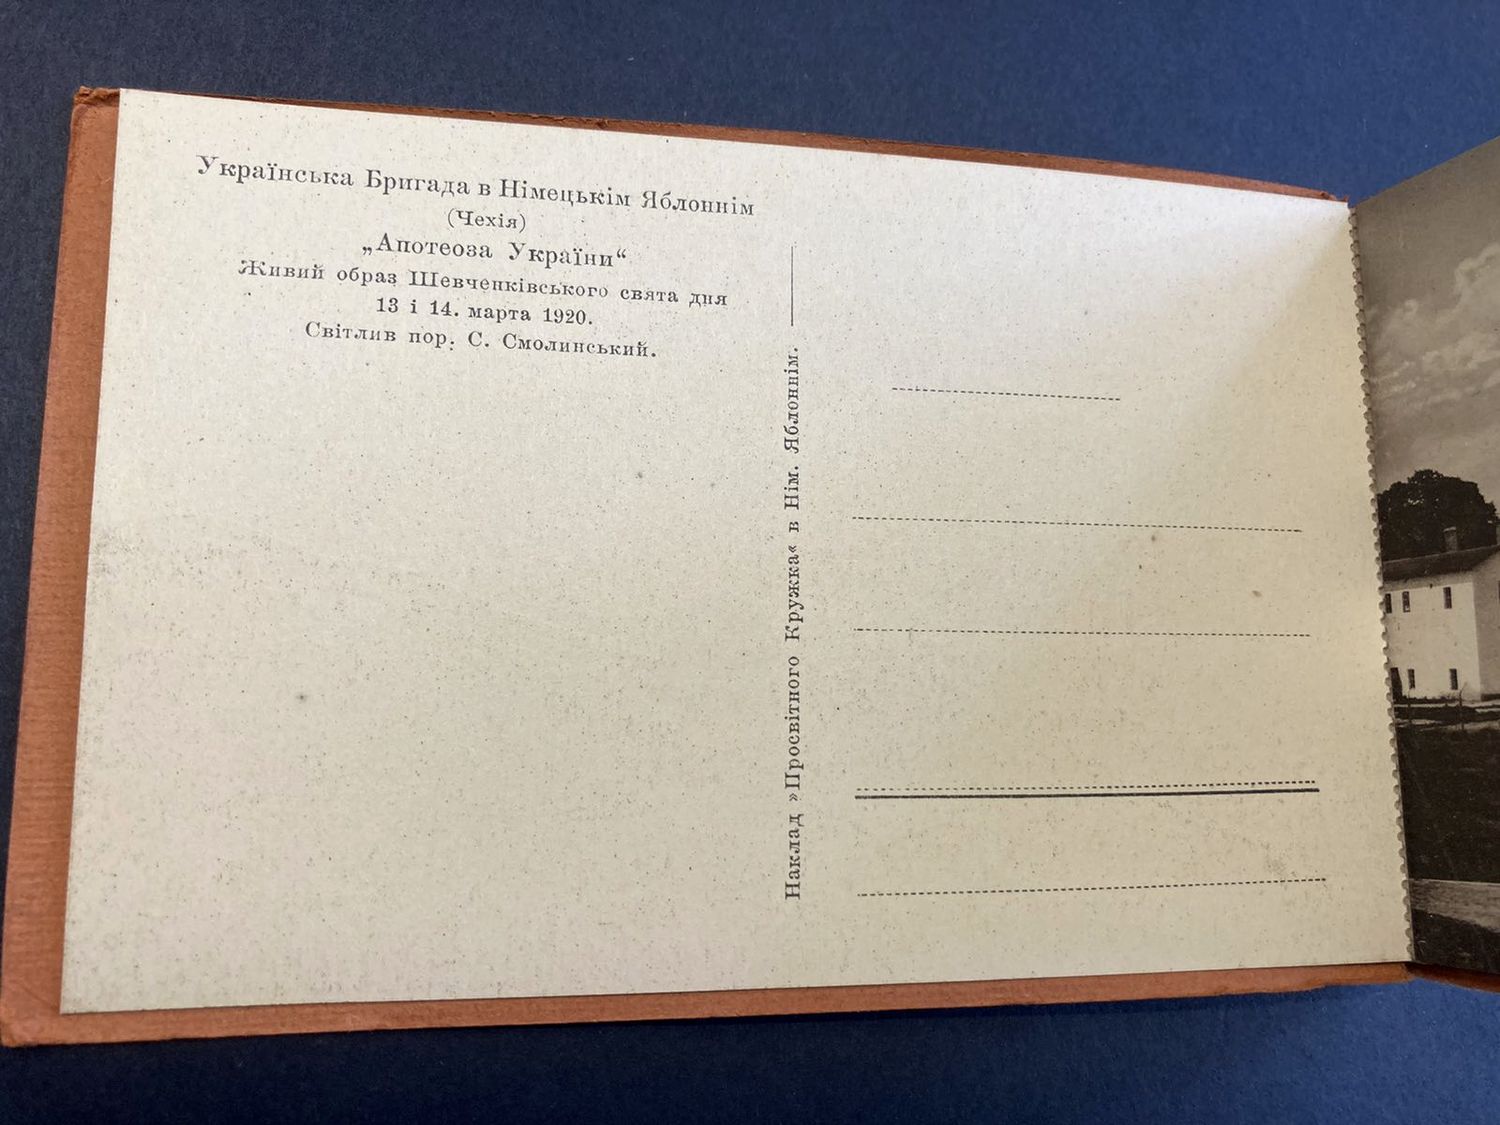 Українська Бригада в Німецькім Яблоннім
(Чехія)
„Апотеоза України“
Живий образ Шевченківського свята дня
13 і 14. марта 1920.
Світлив пор. С. Смолинський.
Наклад »Просвітного Кружка« в Нім. Яблоннім.